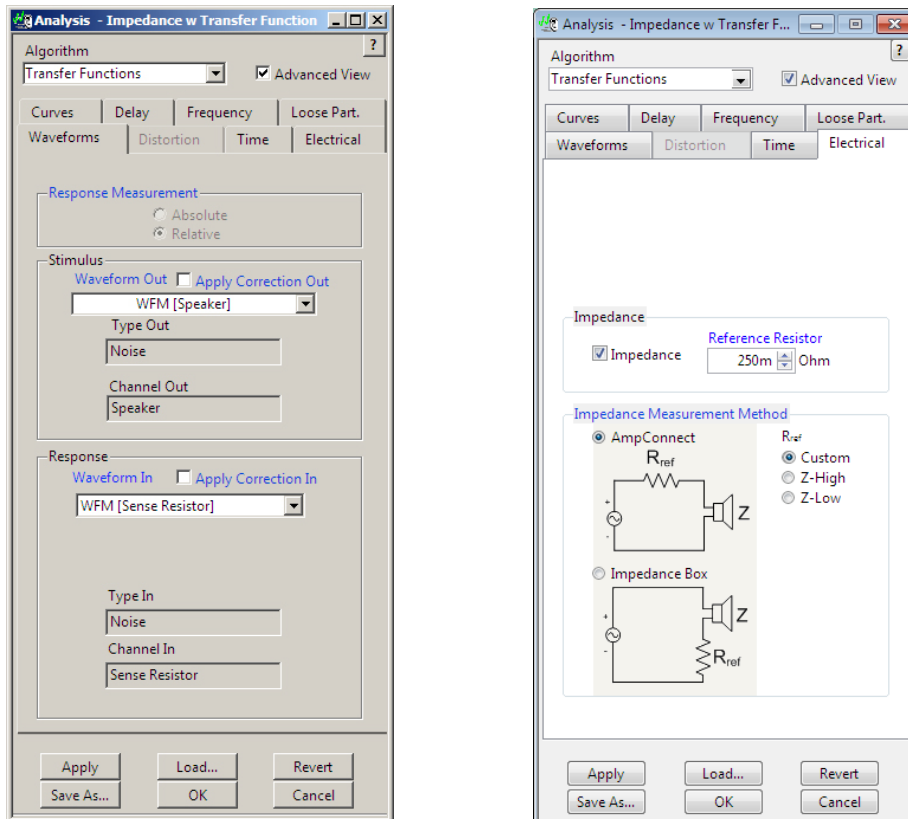 Analysis - Impedance w Transfer Function
?
Algorithm
Transfer Functions
Advanced View
Curves
Delay
Frequency
Loose Part.
Waveforms
Distortion
Time
Electrical
Response Measurement
Absolute
Relative
Stimulus
Waveform Out
Apply Correction Out
WFM [Speaker]
Type Out
Noise
Channel Out
Speaker
Response
Waveform In
Apply Correction In
WFM [Sense Resistor]
Type In
Noise
Channel In
Sense Resistor
Apply
Load...
Revert
Save As...
OK
Cancel
Analysis - Impedance w Transfer F...
?
Algorithm
Transfer Functions
Advanced View
Curves
Delay
Frequency
Loose Part.
Waveforms
Distortion
Time
Electrical
Impedance
Impedance
Reference Resistor
250m
Ohm
Impedance Measurement Method
AmpConnect
Rref
+
-
Z
Rref
Custom
Z-High
Z-Low
Impedance Box
+
-
Z
Rref
Apply
Load...
Revert
Save As...
OK
Cancel